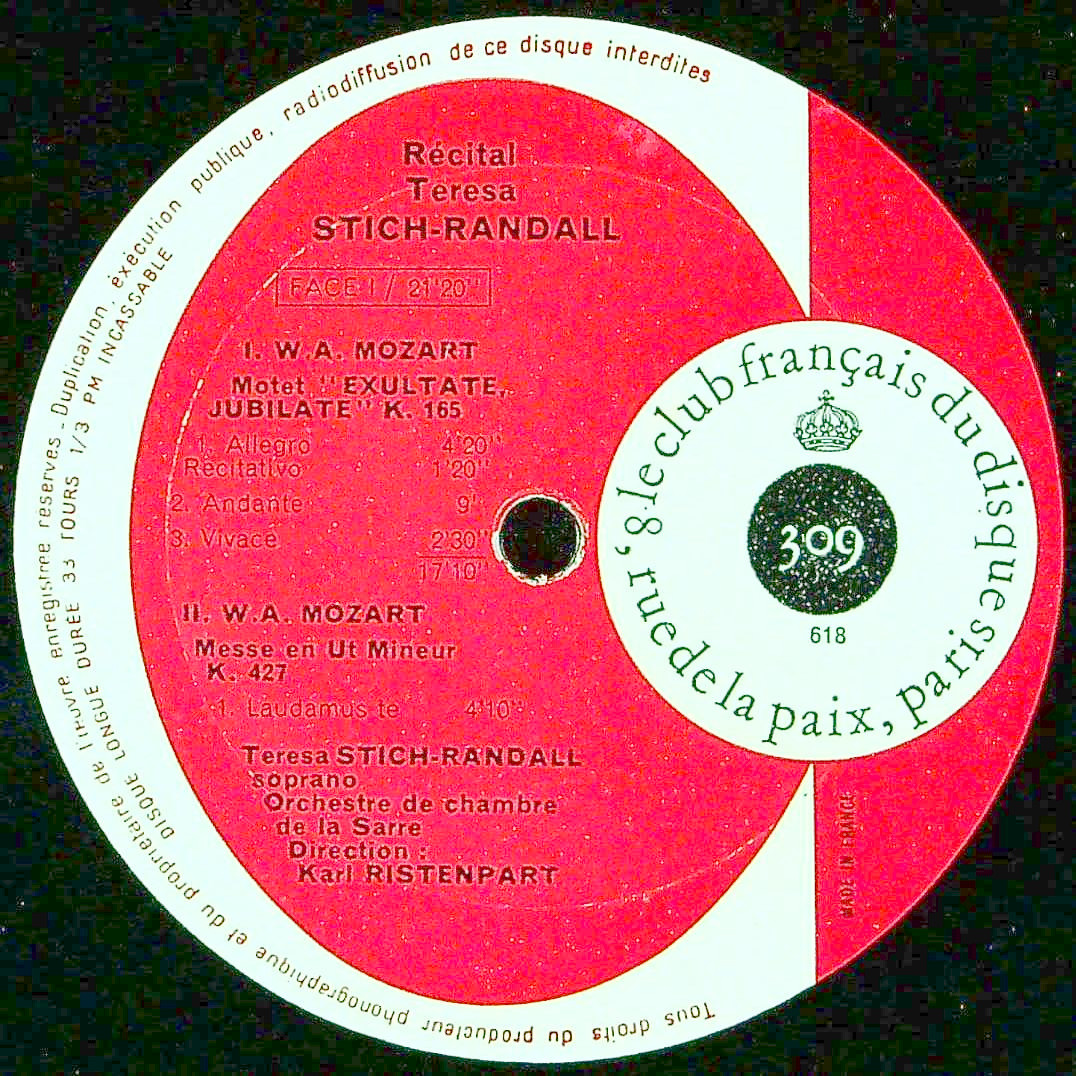 Tous droits du producteur phonographique et du propriétaire de l'œuvre enregistrée réservés - Duplication, exécution publique, radiodiffusion de ce disque interdites
DISQUE LONGUE DURÉE 33 TOURS 1/3 PM INCASSABLE
Récital
Teresa
STICH-RANDALL
FACE I / 21'20"
I. W.A. MOZART
Motet "EXULTATE,
JUBILATE" K. 165
1. Allegro 4'20"
Récitativo 1'20"
2. Andante 9'
3. Vivace 2'30"
17'10"
II. W.A. MOZART
Messe en Ut Mineur
K. 427
1. Laudamus te 4'10"
Teresa STICH-RANDALL
soprano
Orchestre de chambre
de la Sarre
Direction :
Karl RISTENPART
le club français du disque
8, rue de la paix, paris
309
618
MADE IN FRANCE